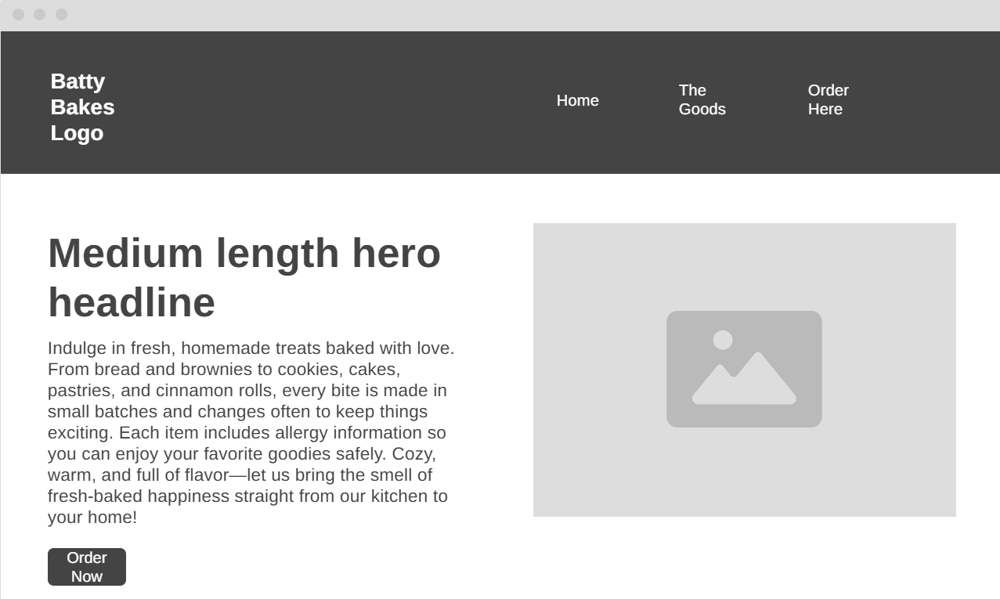 Batty
Bakes
Logo
Home
The
Goods
Order
Here
Medium length hero
headline
Indulge in fresh, homemade treats baked with love.
From bread and brownies to cookies, cakes,
pastries, and cinnamon rolls, every bite is made in
small batches and changes often to keep things
exciting. Each item includes allergy information so
you can enjoy your favorite goodies safely. Cozy,
warm, and full of flavor—let us bring the smell of
fresh-baked happiness straight from our kitchen to
your home!
Order
Now